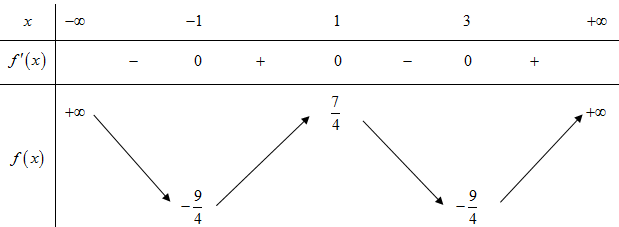 x −∞ −1 1 3 +∞
f′(x) − 0 + 0 − 0 +
+∞ 7/4 +∞
f(x)
−9/4 −9/4